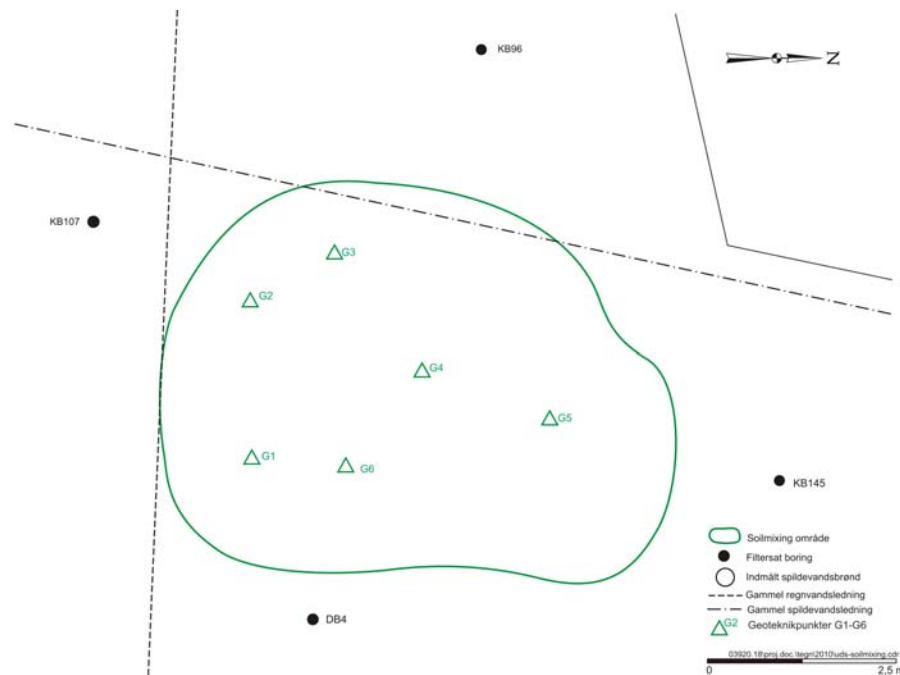 KB96
N
KB107
G3
G2
G4
G5
G1
G6
KB145
DB4
Soilmixing område
Filtersat boring
Indmålt spildevandsbrønd
Gammel regnvandsledning
Gammel spildevandsledning
G2 Geoteknikpunkter G1-G6
03920.18\proj.doc.\tegn\2010\uds-soilmixing.cdr
0 2,5 m